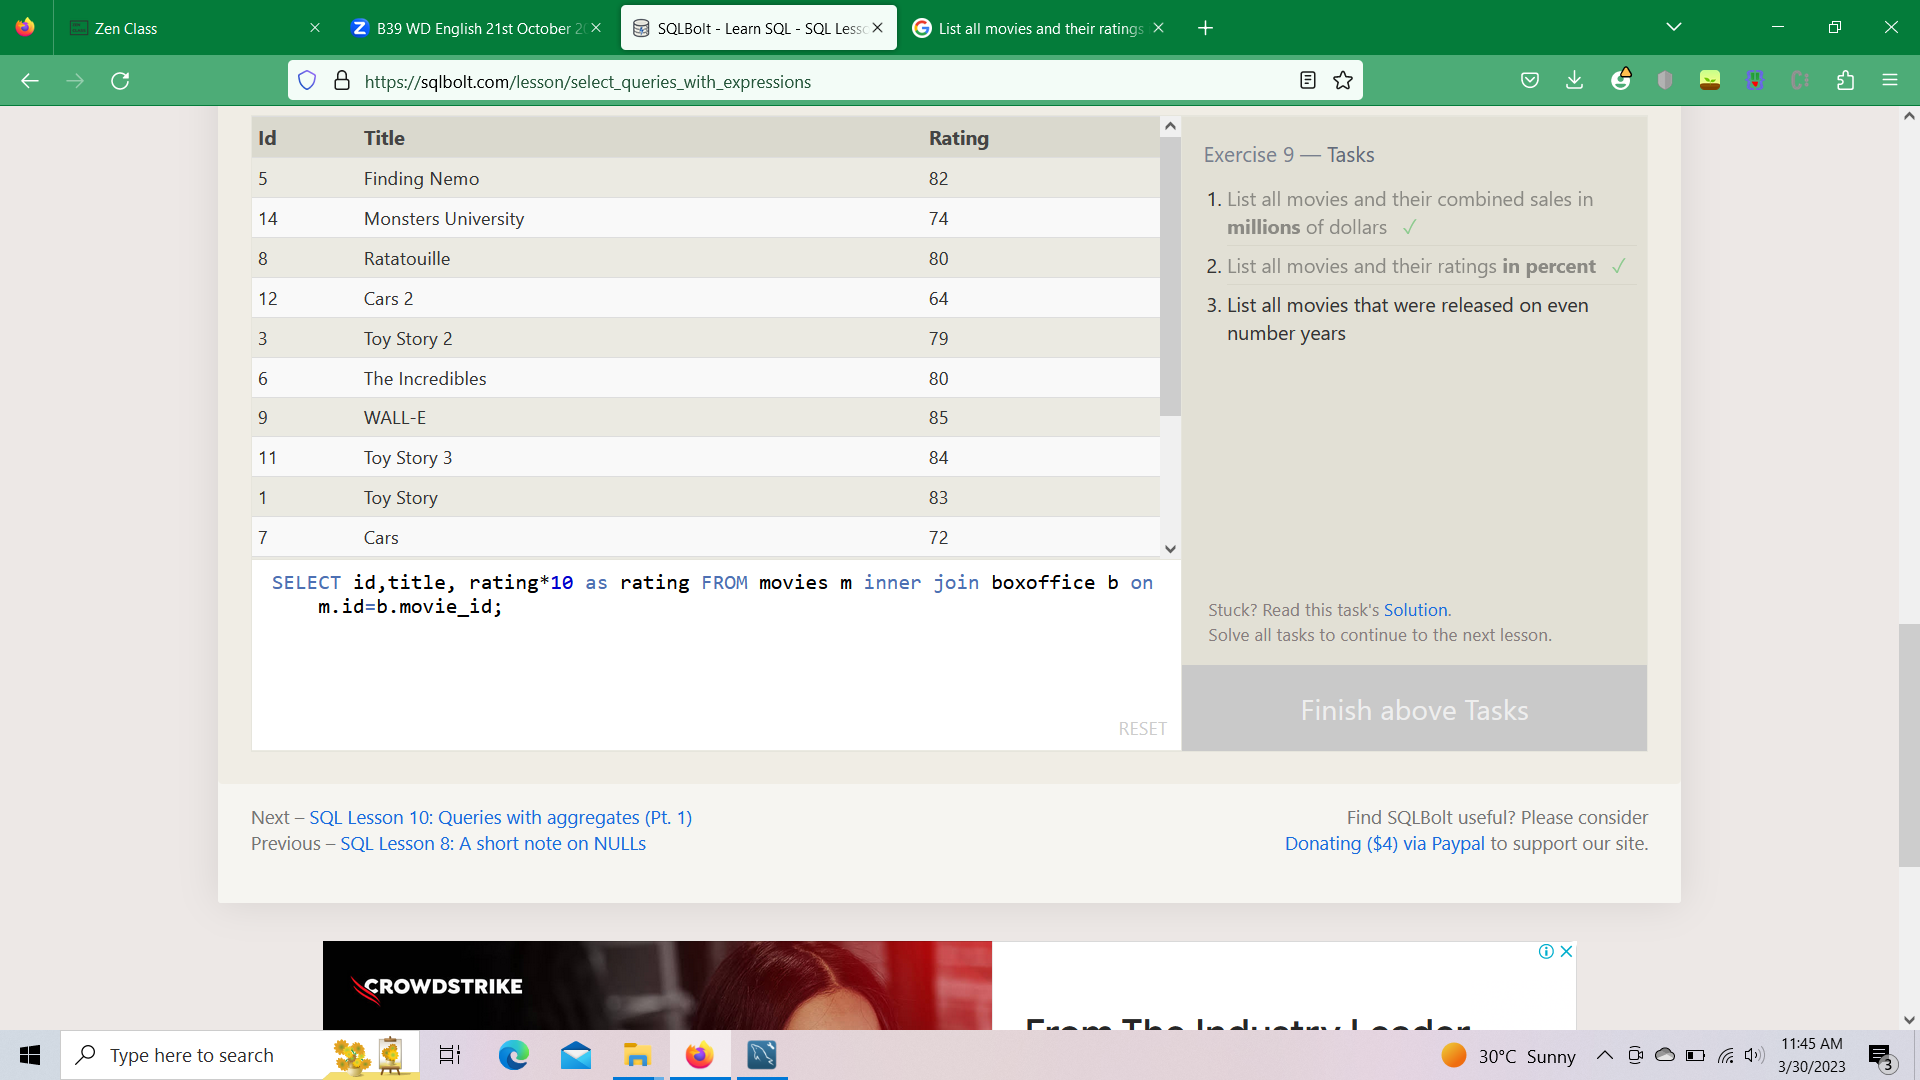 Zen Class
B39 WD English 21st October 20
SQLBolt - Learn SQL - SQL Lesso
List all movies and their ratings
https://sqlbolt.com/lesson/select_queries_with_expressions
Id Title Rating
5 Finding Nemo 82
14 Monsters University 74
8 Ratatouille 80
12 Cars 2 64
3 Toy Story 2 79
6 The Incredibles 80
9 WALL-E 85
11 Toy Story 3 84
1 Toy Story 83
7 Cars 72
SELECT id,title, rating*10 as rating FROM movies m inner join boxoffice b on
m.id=b.movie_id;
RESET
Exercise 9 — Tasks
1. List all movies and their combined sales in
millions of dollars ✓
2. List all movies and their ratings in percent ✓
3. List all movies that were released on even
number years
Stuck? Read this task's Solution.
Solve all tasks to continue to the next lesson.
Finish above Tasks
Next – SQL Lesson 10: Queries with aggregates (Pt. 1)
Previous – SQL Lesson 8: A short note on NULLs
Find SQLBolt useful? Please consider
Donating ($4) via Paypal to support our site.
CROWDSTRIKE
From The Industry Leader
Type here to search
30°C Sunny
11:45 AM
3/30/2023
3